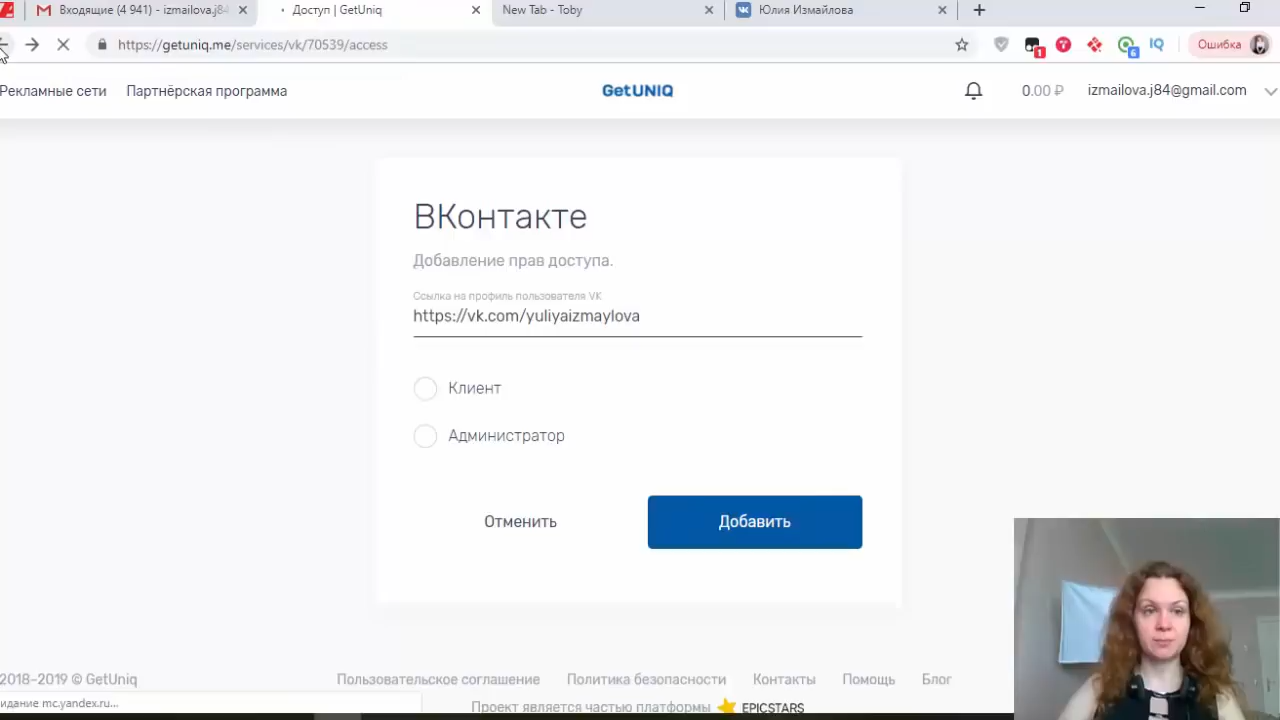 Входящие (4 941) - izmailova.j84
Доступ | GetUniq
New Tab - Toby
Юлия Измайлова
https://getuniq.me/services/vk/70539/access
1
6
IQ
Ошибка
Рекламные сети
Партнёрская программа
GetUNIQ
0.00 ₽
izmailova.j84@gmail.com
ВКонтакте
Добавление прав доступа.
Ссылка на профиль пользователя VK
https://vk.com/yuliyaizmaylova
Клиент
Администратор
Отменить
Добавить
2018-2019 © GetUniq
Пользовательское соглашение
Политика безопасности
Контакты
Помощь
Блог
идание mc.yandex.ru...
Проект является частью платформы EPICSTARS